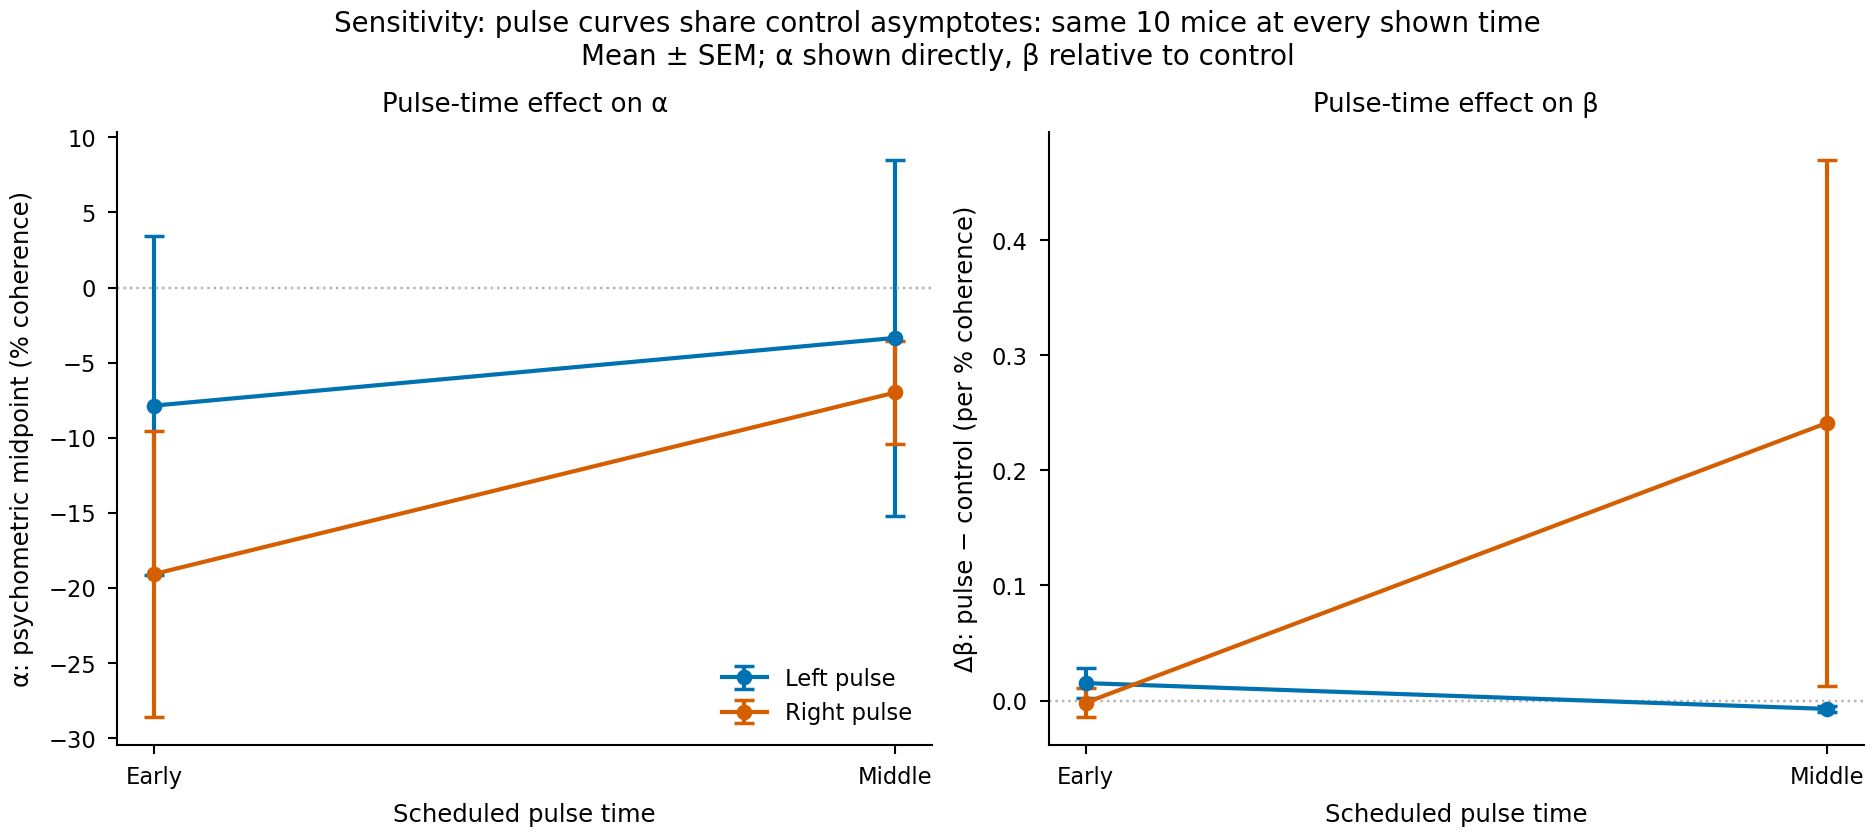 Sensitivity: pulse curves share control asymptotes: same 10 mice at every shown time
Mean ± SEM; α shown directly, β relative to control
Pulse-time effect on α
α: psychometric midpoint (% coherence)
10
5
0
−5
−10
−15
−20
−25
−30
Left pulse
Right pulse
Early
Middle
Scheduled pulse time
Pulse-time effect on β
Δβ: pulse − control (per % coherence)
0.4
0.3
0.2
0.1
0.0
Early
Middle
Scheduled pulse time